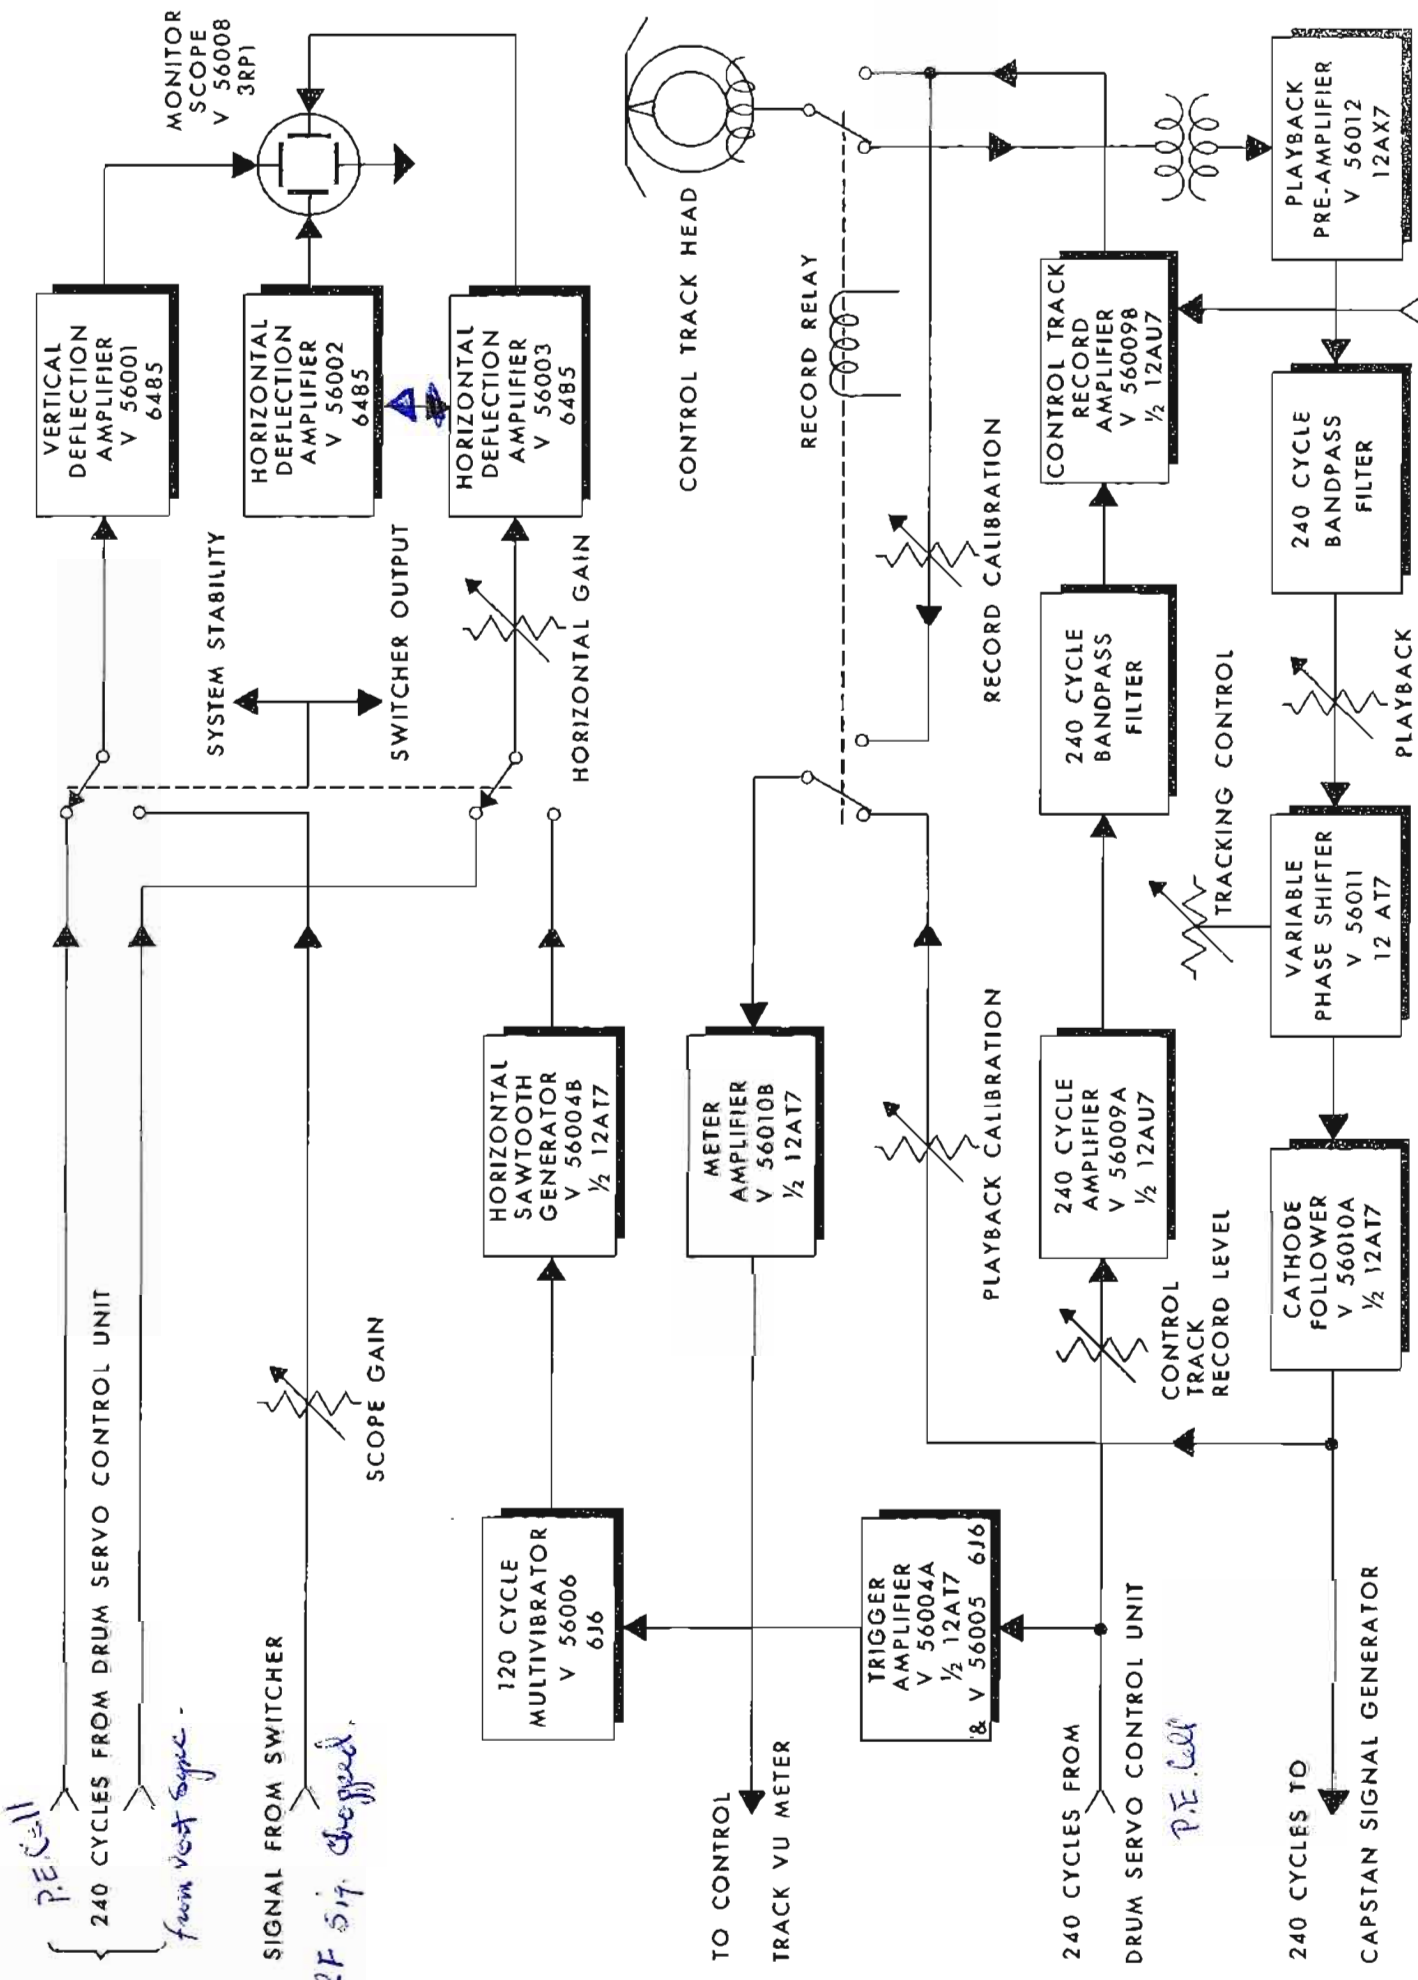 P.E. Cell
240 CYCLES FROM DRUM SERVO CONTROL UNIT
from Vert Sync.
SIGNAL FROM SWITCHER
RF Sig. Chopped.
SCOPE GAIN
VERTICAL
DEFLECTION
AMPLIFIER
V 56001
6485
MONITOR
SCOPE
V 56008
3RP1
HORIZONTAL
DEFLECTION
AMPLIFIER
V 56002
6485
HORIZONTAL
DEFLECTION
AMPLIFIER
V 56003
6485
SYSTEM STABILITY
SWITCHER OUTPUT
HORIZONTAL GAIN
120 CYCLE
MULTIVIBRATOR
V 56006
6J6
HORIZONTAL
SAWTOOTH
GENERATOR
V 56004B
½ 12AT7
CONTROL TRACK HEAD
RECORD RELAY
TO CONTROL
TRACK VU METER
METER
AMPLIFIER
V 56010B
½ 12AT7
TRIGGER
AMPLIFIER
V 56004A
½ 12AT7
& V 56005 6J6
PLAYBACK CALIBRATION
RECORD CALIBRATION
240 CYCLES FROM
DRUM SERVO CONTROL UNIT
P.E. Cell
CONTROL
TRACK
RECORD LEVEL
240 CYCLE
AMPLIFIER
V 56009A
½ 12AU7
240 CYCLE
BANDPASS
FILTER
CONTROL TRACK
RECORD
AMPLIFIER
V 56009B
½ 12AU7
240 CYCLES TO
CAPSTAN SIGNAL GENERATOR
CATHODE
FOLLOWER
V 56010A
½ 12AT7
VARIABLE
PHASE SHIFTER
V 56011
12 AT7
TRACKING CONTROL
PLAYBACK
240 CYCLE
BANDPASS
FILTER
PLAYBACK
PRE-AMPLIFIER
V 56012
12AX7